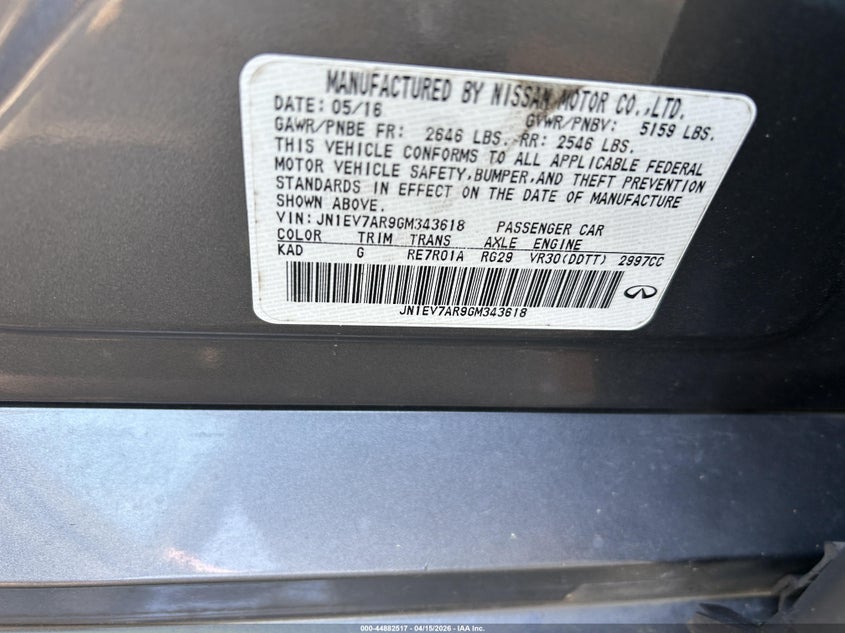 MANUFACTURED BY NISSAN MOTOR CO.,LTD.
DATE: 05/16 GVWR/PNBV: 5159 LBS.
GAWR/PNBE FR: 2646 LBS. RR: 2546 LBS.
THIS VEHICLE CONFORMS TO ALL APPLICABLE FEDERAL
MOTOR VEHICLE SAFETY,BUMPER,AND THEFT PREVENTION
STANDARDS IN EFFECT ON THE DATE OF MANUFACTURE
SHOWN ABOVE.
VIN:JN1EV7AR9GM343618 PASSENGER CAR
COLOR TRIM TRANS AXLE ENGINE
KAD G RE7R01A RG29 VR30(DDTT) 2997CC
JN1EV7AR9GM343618
000-44882517 - 04/15/2026 - IAA Inc.